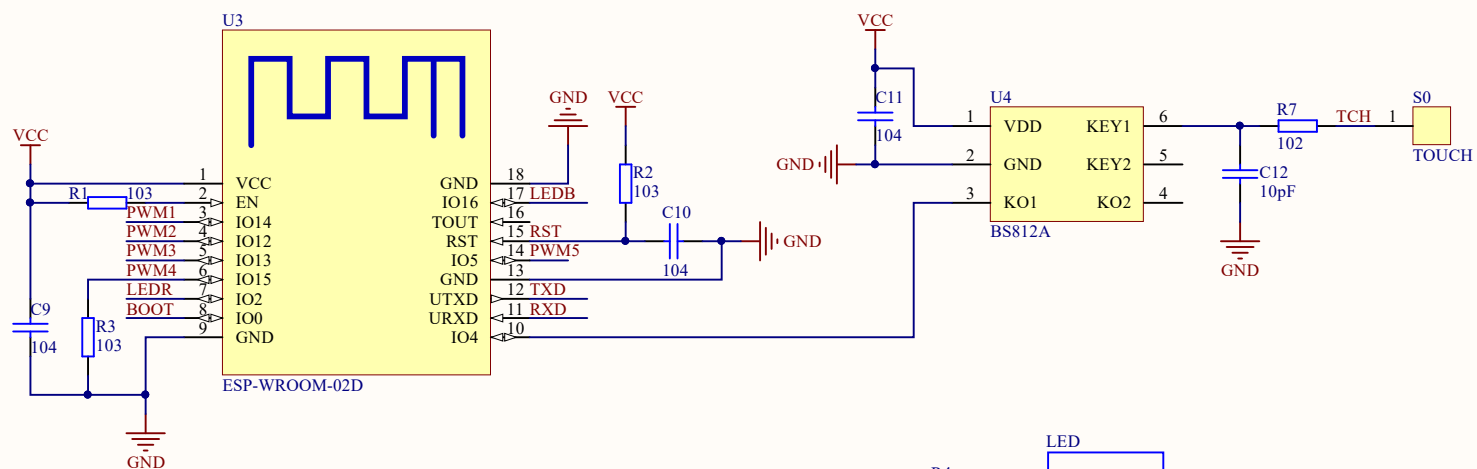 U3
VCC
R1
103
PWM1
PWM2
PWM3
PWM4
LEDR
BOOT
C9
104
R3
103
GND
1
2
3
4
5
6
7
8
9
VCC
EN
IO14
IO12
IO13
IO15
IO2
IO0
GND
GND
IO16
TOUT
RST
IO5
GND
UTXD
URXD
IO4
18
17
16
15
14
13
12
11
10
LEDB
RST
PWM5
TXD
RXD
ESP-WROOM-02D
GND
VCC
R2
103
C10
104
GND
VCC
C11
104
GND
U4
1
2
3
VDD
GND
KO1
KEY1
KEY2
KO2
6
5
4
BS812A
R7
102
TCH
1
S0
TOUCH
C12
10pF
GND
LED